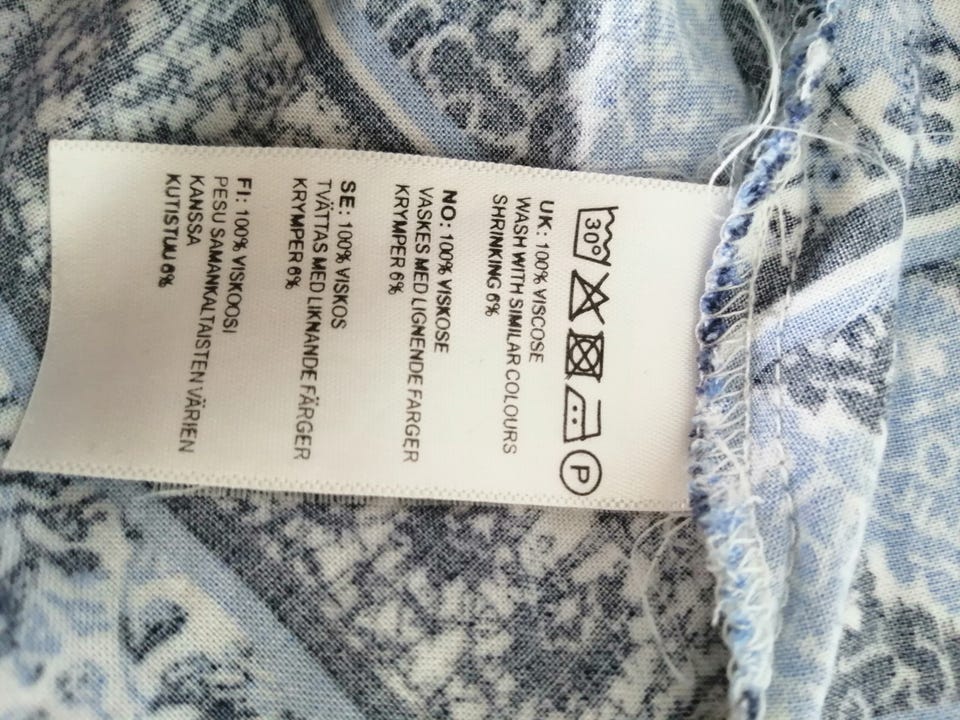 30°
P
UK: 100% VISCOSE
WASH WITH SIMILAR COLOURS
SHRINKING 6%
NO: 100% VISKOSE
VASKES MED LIGNENDE FARGER
KRYMPER 6%
SE: 100% VISKOS
TVÄTTAS MED LIKNANDE FÄRGER
KRYMPER 6%
FI: 100% VISKOOSI
PESU SAMANKALTAISTEN VÄRIEN
KANSSA
KUTISTUU 6%